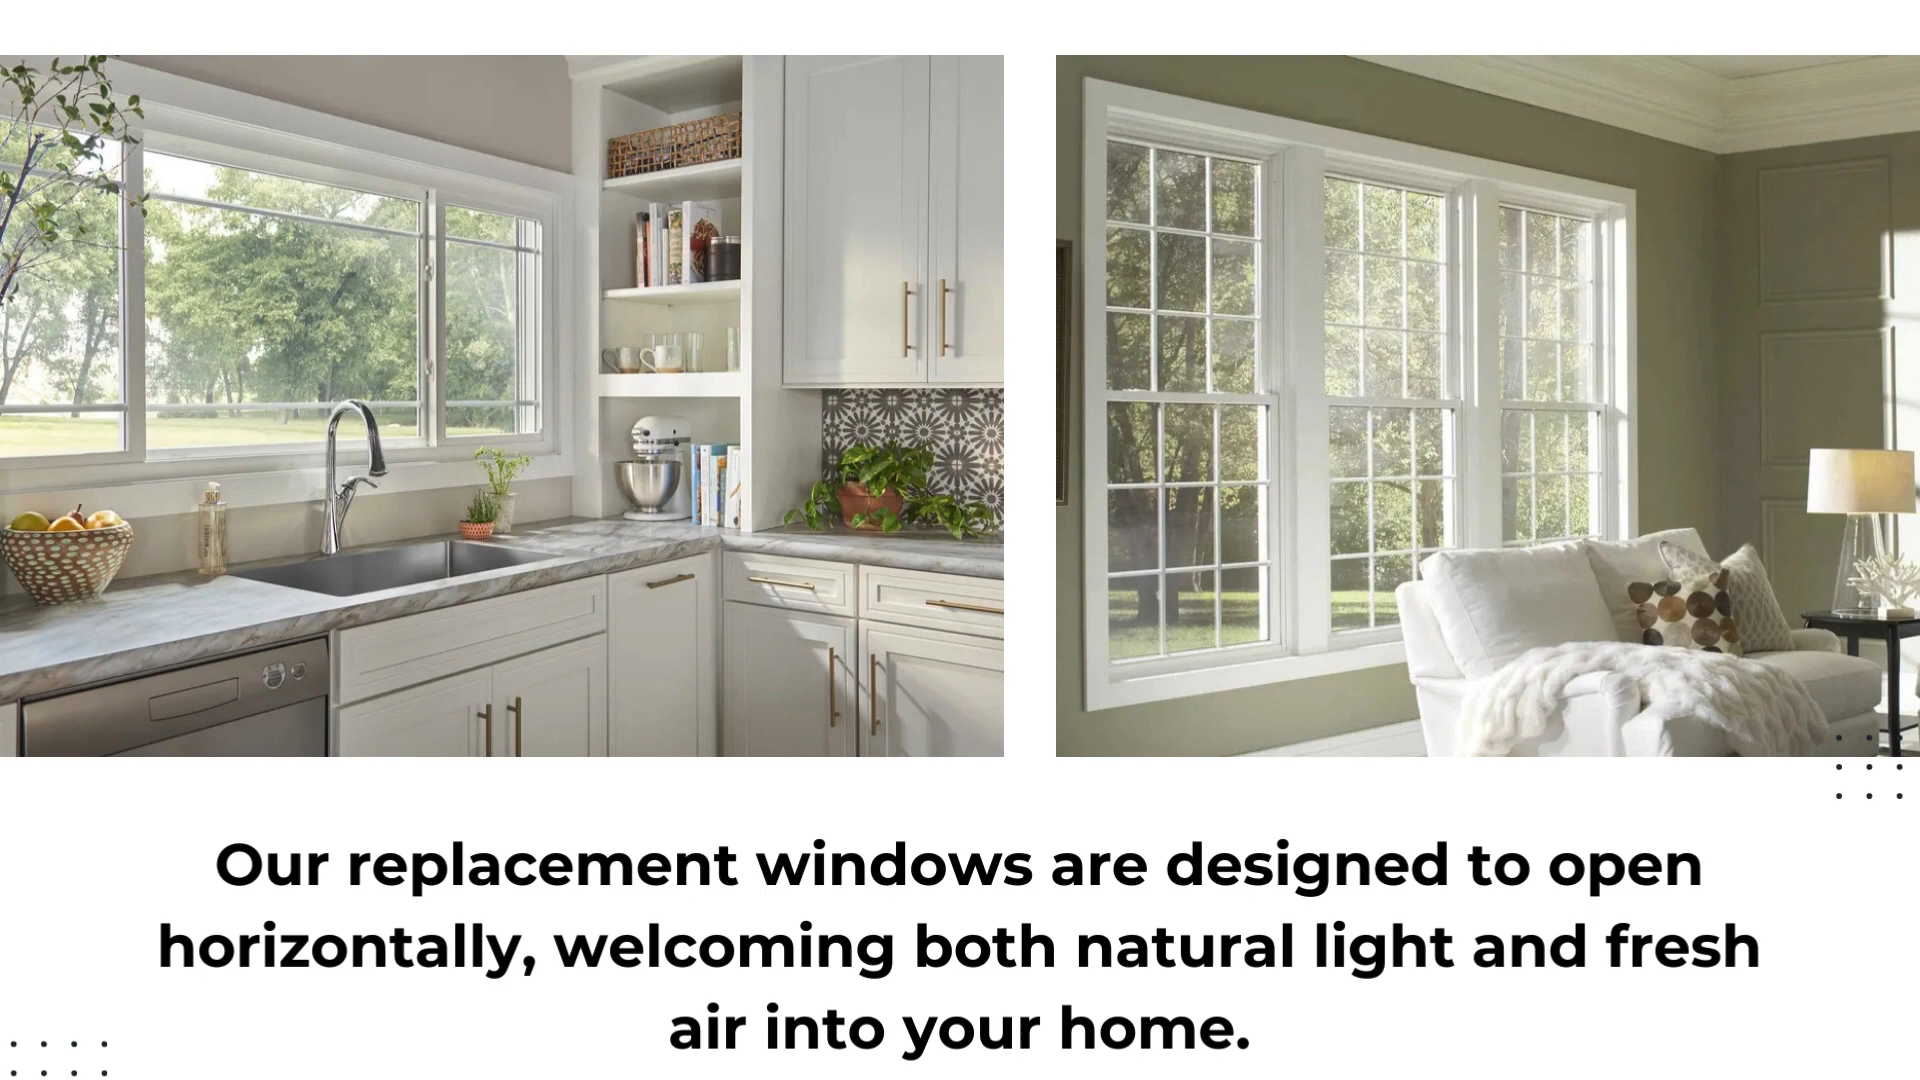 Our replacement windows are designed to open
horizontally, welcoming both natural light and fresh
air into your home.